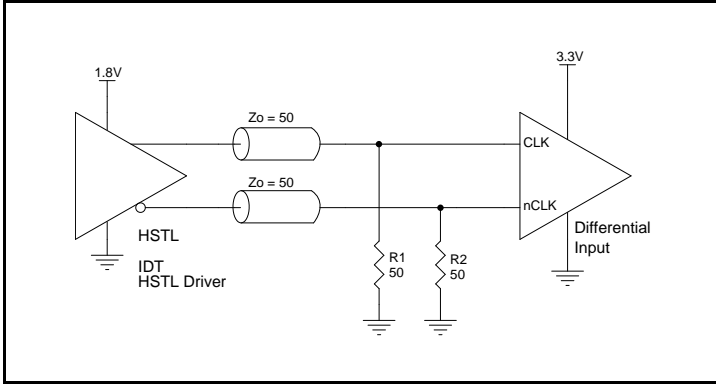 1.8V
3.3V
Zo = 50
CLK
Zo = 50
nCLK
Differential
Input
HSTL
IDT
HSTL Driver
R1
50
R2
50